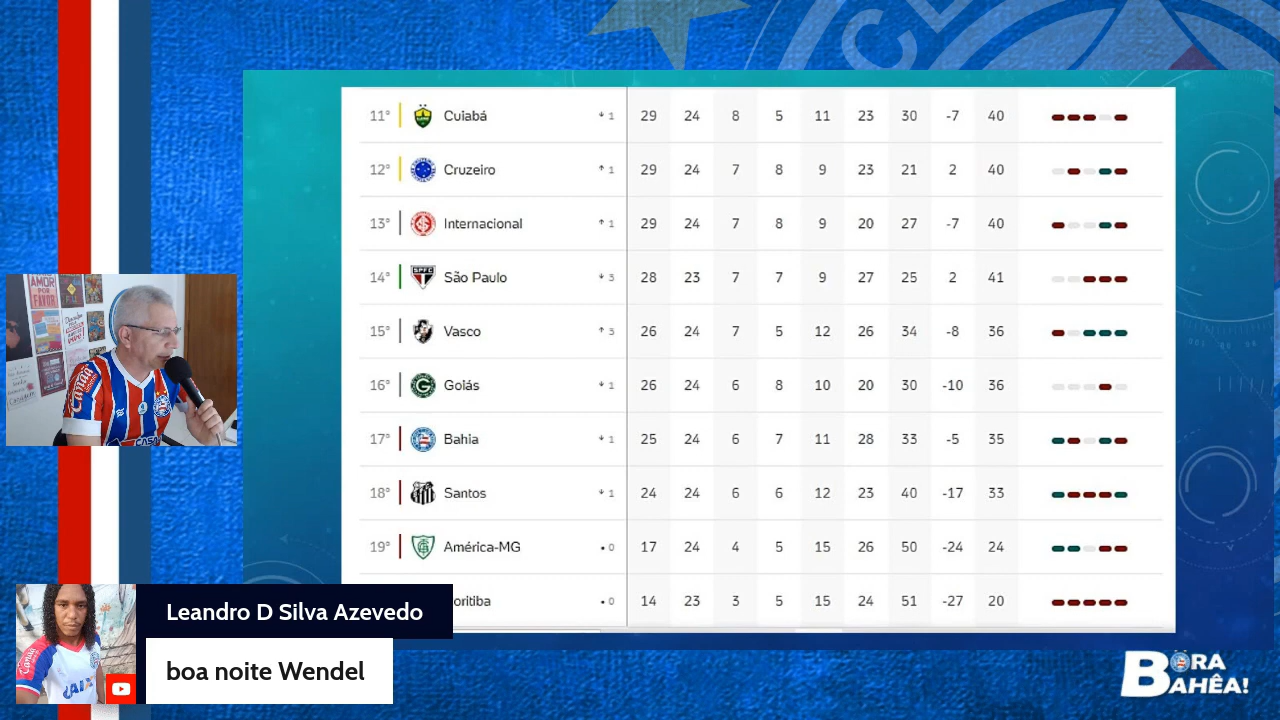 11° Cuiabá 1 29 24 8 5 11 23 30 -7 40
12° Cruzeiro 1 29 24 7 8 9 23 21 2 40
13° Internacional 1 29 24 7 8 9 20 27 -7 40
14° São Paulo 3 28 23 7 7 9 27 25 2 41
15° Vasco 3 26 24 7 5 12 26 34 -8 36
16° Goiás 1 26 24 6 8 10 20 30 -10 36
17° Bahia 1 25 24 6 7 11 28 33 -5 35
18° Santos 1 24 24 6 6 12 23 40 -17 33
19° América-MG 0 17 24 4 5 15 26 50 -24 24
oritiba 0 14 23 3 5 15 24 51 -27 20
AMOR
POR
FAVOR
SPFC
Leandro D Silva Azevedo
boa noite Wendel
BORA
BAHÊA!